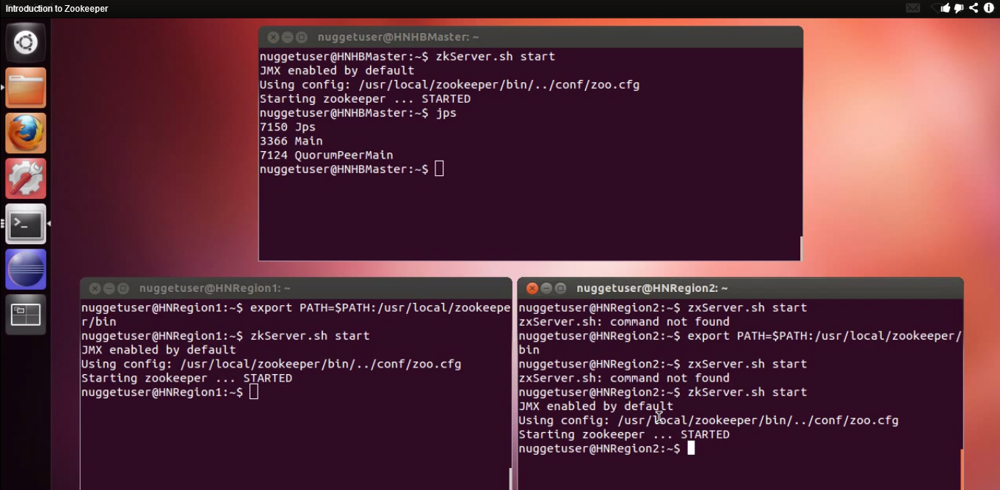 Introduction to Zookeeper
nuggetuser@HNHBMaster: ~
nuggetuser@HNHBMaster:~$ zkServer.sh start
JMX enabled by default
Using config: /usr/local/zookeeper/bin/../conf/zoo.cfg
Starting zookeeper ... STARTED
nuggetuser@HNHBMaster:~$ jps
7150 Jps
3366 Main
7124 QuorumPeerMain
nuggetuser@HNHBMaster:~$
nuggetuser@HNRegion1: ~
nuggetuser@HNRegion1:~$ export PATH=$PATH:/usr/local/zookeepe
r/bin
nuggetuser@HNRegion1:~$ zkServer.sh start
JMX enabled by default
Using config: /usr/local/zookeeper/bin/../conf/zoo.cfg
Starting zookeeper ... STARTED
nuggetuser@HNRegion1:~$
nuggetuser@HNRegion2: ~
nuggetuser@HNRegion2:~$ zxServer.sh start
zxServer.sh: command not found
nuggetuser@HNRegion2:~$ export PATH=$PATH:/usr/local/zookeeper/
bin
nuggetuser@HNRegion2:~$ zxServer.sh start
zxServer.sh: command not found
nuggetuser@HNRegion2:~$ zkServer.sh start
JMX enabled by default
Using config: /usr/local/zookeeper/bin/../conf/zoo.cfg
Starting zookeeper ... STARTED
nuggetuser@HNRegion2:~$